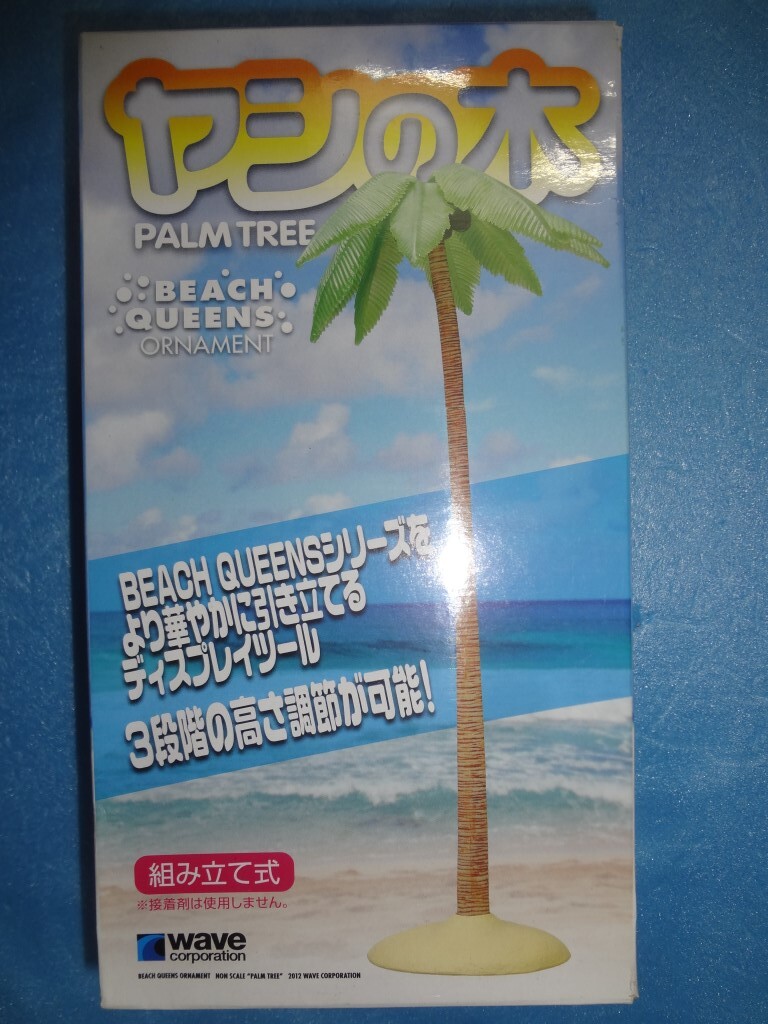 ヤシの木
PALM TREE
BEACH
QUEENS
ORNAMENT
BEACH QUEENSシリーズを
より華やかに引き立てる
ディスプレイツール
3段階の高さ調節が可能!
組み立て式
※接着剤は使用しません。
wave
corporation
BEACH QUEENS ORNAMENT NON SCALE "PALM TREE" 2012 WAVE CORPORATION